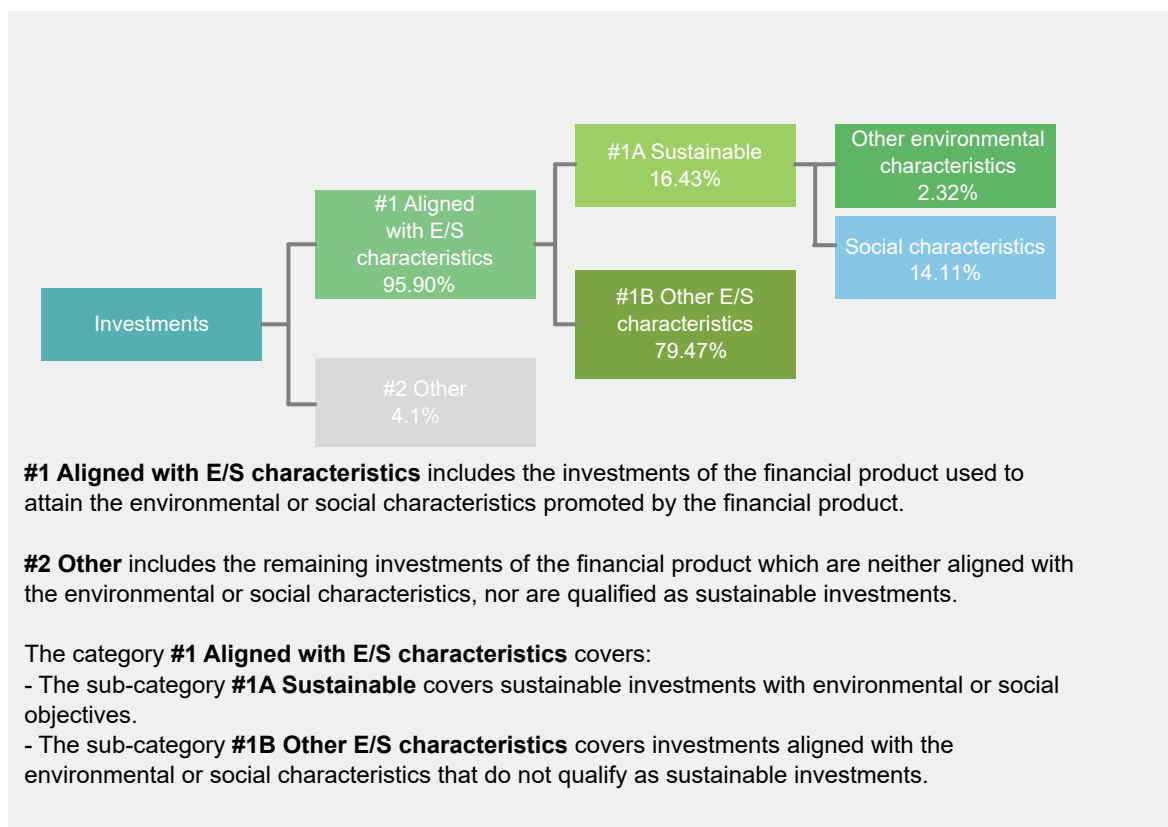 Investments
#1 Aligned
with E/S
characteristics
95.90%
#2 Other
4.1%
#1A Sustainable
16.43%
#1B Other E/S
characteristics
79.47%
Other environmental
characteristics
2.32%
Social characteristics
14.11%
#1 Aligned with E/S characteristics includes the investments of the financial product used to
attain the environmental or social characteristics promoted by the financial product.
#2 Other includes the remaining investments of the financial product which are neither aligned with
the environmental or social characteristics, nor are qualified as sustainable investments.
The category #1 Aligned with E/S characteristics covers:
- The sub-category #1A Sustainable covers sustainable investments with environmental or social
objectives.
- The sub-category #1B Other E/S characteristics covers investments aligned with the
environmental or social characteristics that do not qualify as sustainable investments.